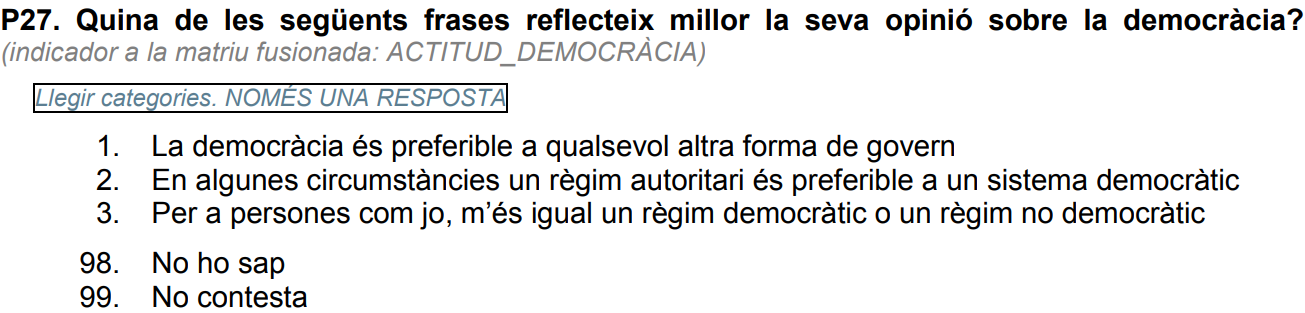 P27. Quina de les següents frases reflecteix millor la seva opinió sobre la democràcia?
(indicador a la matriu fusionada: ACTITUD_DEMOCRÀCIA)
Llegir categories. NOMÉS UNA RESPOSTA
1. La democràcia és preferible a qualsevol altra forma de govern
2. En algunes circumstàncies un règim autoritari és preferible a un sistema democràtic
3. Per a persones com jo, m’és igual un règim democràtic o un règim no democràtic
98. No ho sap
99. No contesta